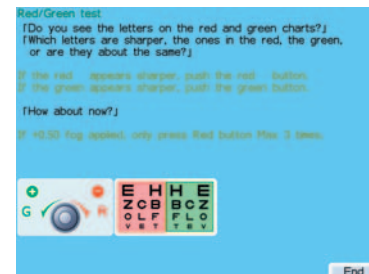 Red/Green test
「Do you see the letters on the red and green charts?」
「Which letters are sharper, the ones in the red, the green,
or are they about the same?」
If the red appears sharper, push the red button.
If the green appears sharper, push the green button.
「How about now?」
If +0.50 fog applied, only press Red button Max 3 times.
G R
E H H E
Z C B B C Z
O L F F L O
V E T T E V
End